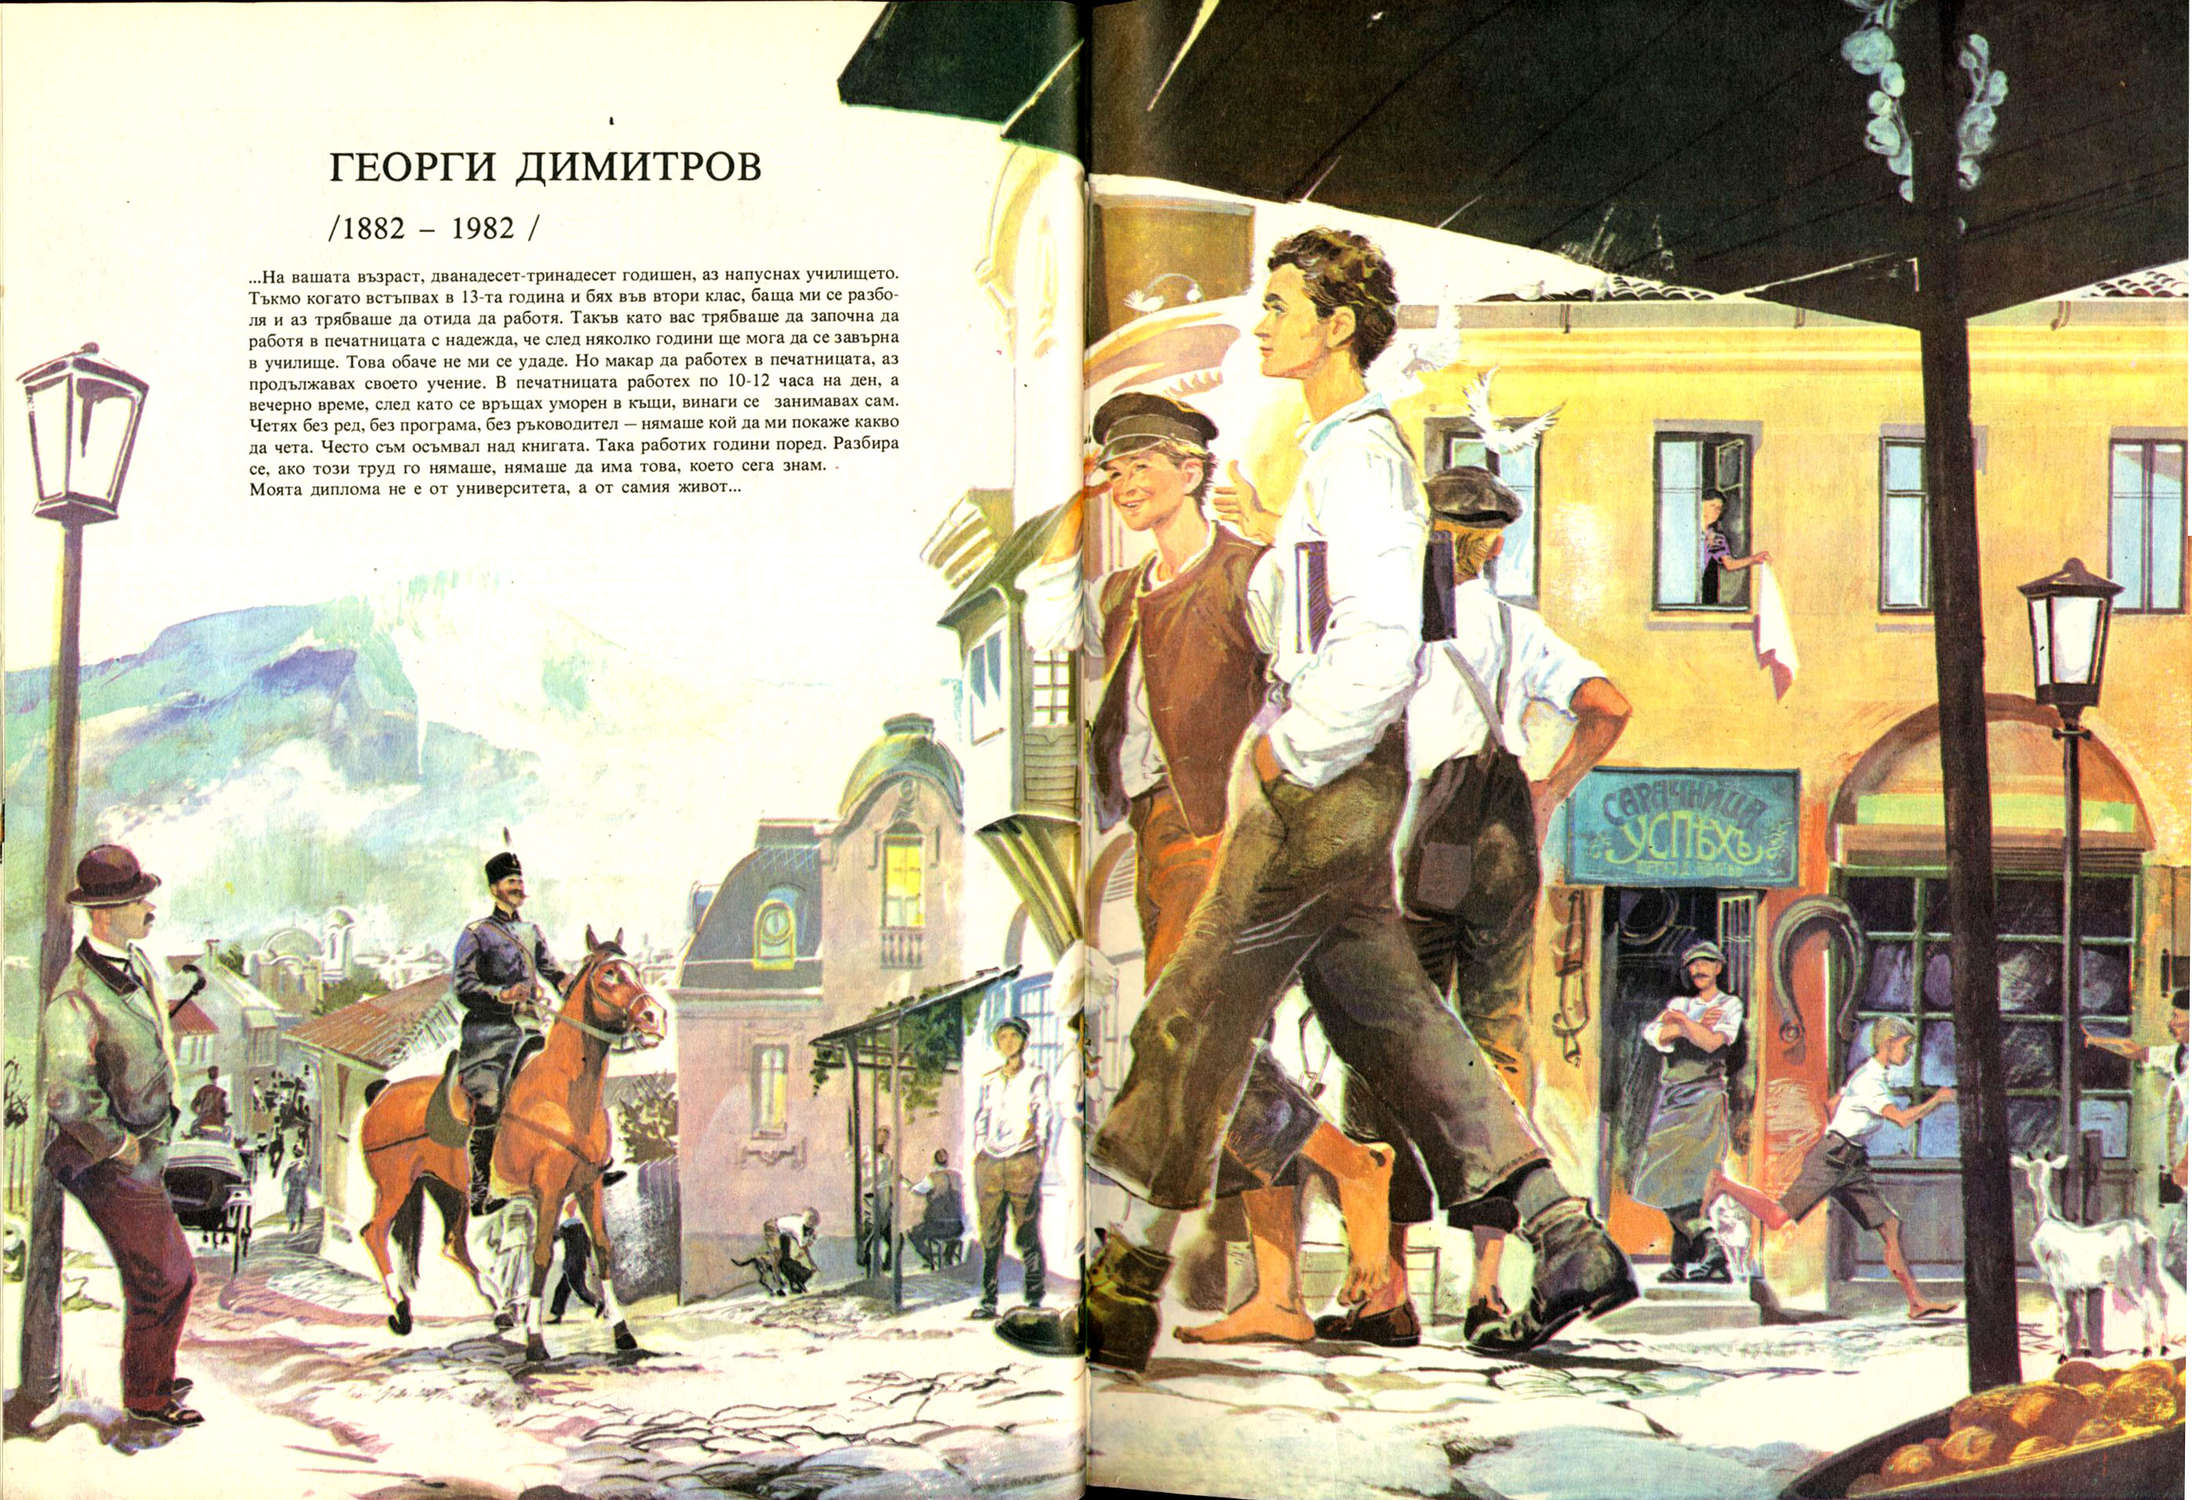 ГЕОРГИ ДИМИТРОВ
/1882 – 1982 /
...На вашата възраст, дванадесет-тринадесет годишен, аз напуснах училището.
Тъкмо когато встъпвах в 13-та година и бях във втори клас, баща ми се разбо-
ля и аз трябваше да отида да работя. Такъв като вас трябваше да започна да
работя в печатницата с надежда, че след няколко години ще мога да се завърна
в училище. Това обаче не ми се удаде. Но макар да работех в печатницата, аз
продължавах своето учение. В печатницата работех по 10-12 часа на ден, а
вечерно време, след като се връщах уморен в къщи, винаги се занимавах сам.
Четях без ред, без програма, без ръководител – нямаше кой да ми покаже какво
да чета. Често съм осъмвал над книгата. Така работих години поред. Разбира
се, ако този труд го нямаше, нямаше да има това, което сега знам.
Моята диплома не е от университета, а от самия живот...
САРАЧНИЦА
УСПѢХЪ